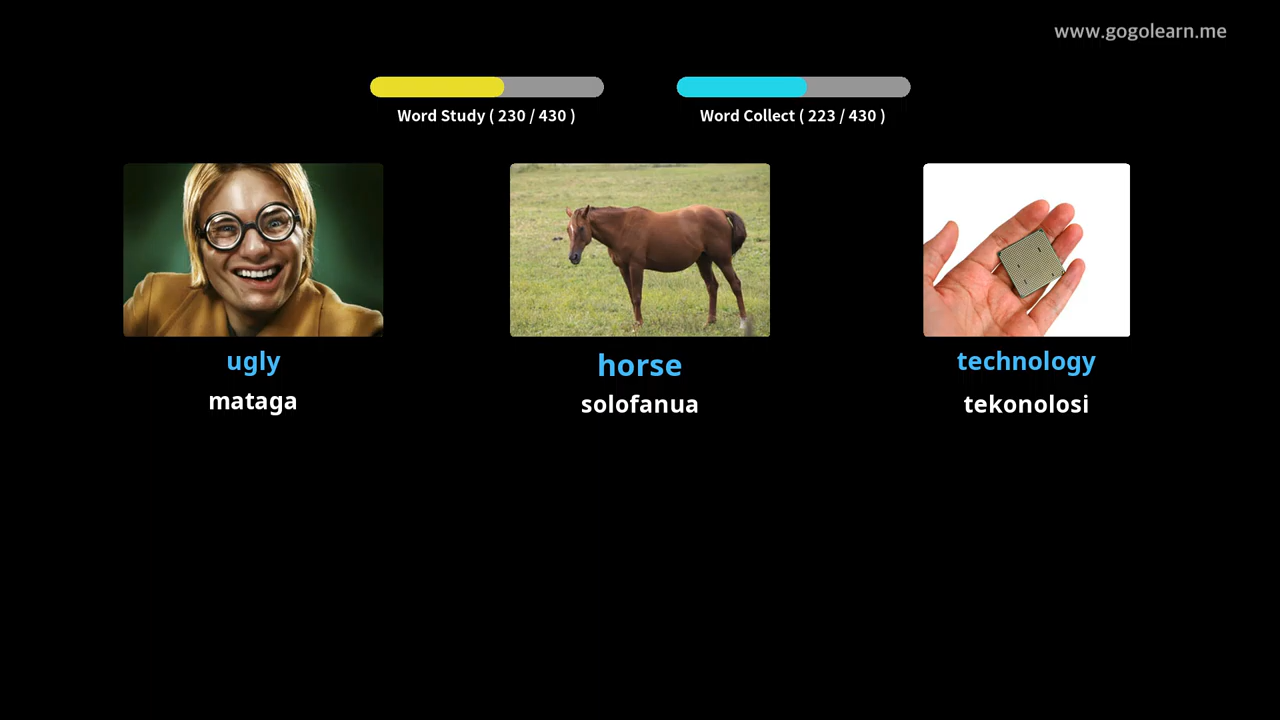 www.gogolearn.me
Word Study ( 230 / 430 )
Word Collect ( 223 / 430 )
ugly
mataga
horse
solofanua
technology
tekonolosi